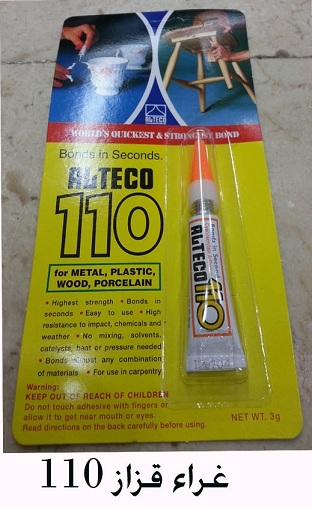 ALTECO
WORLD'S QUICKEST & STRONGEST BOND
Bonds in Seconds.
ALTECO
110
for METAL, PLASTIC,
WOOD, PORCELAIN
• Highest strength • Bonds in
seconds • Easy to use • High
resistance to impact, chemicals and
weather • No mixing, solvents,
catalysts, heat or pressure needed
• Bonds almost any combination
of materials • For use in carpentry
Warning:
KEEP OUT OF REACH OF CHILDREN
Do not touch adhesive with fingers or
allow it to get near mouth or eyes.
Read directions on the back carefully before using.
Bonds in Seconds
ALTECO 110
NET WT. 3g
غراء قزاز 110